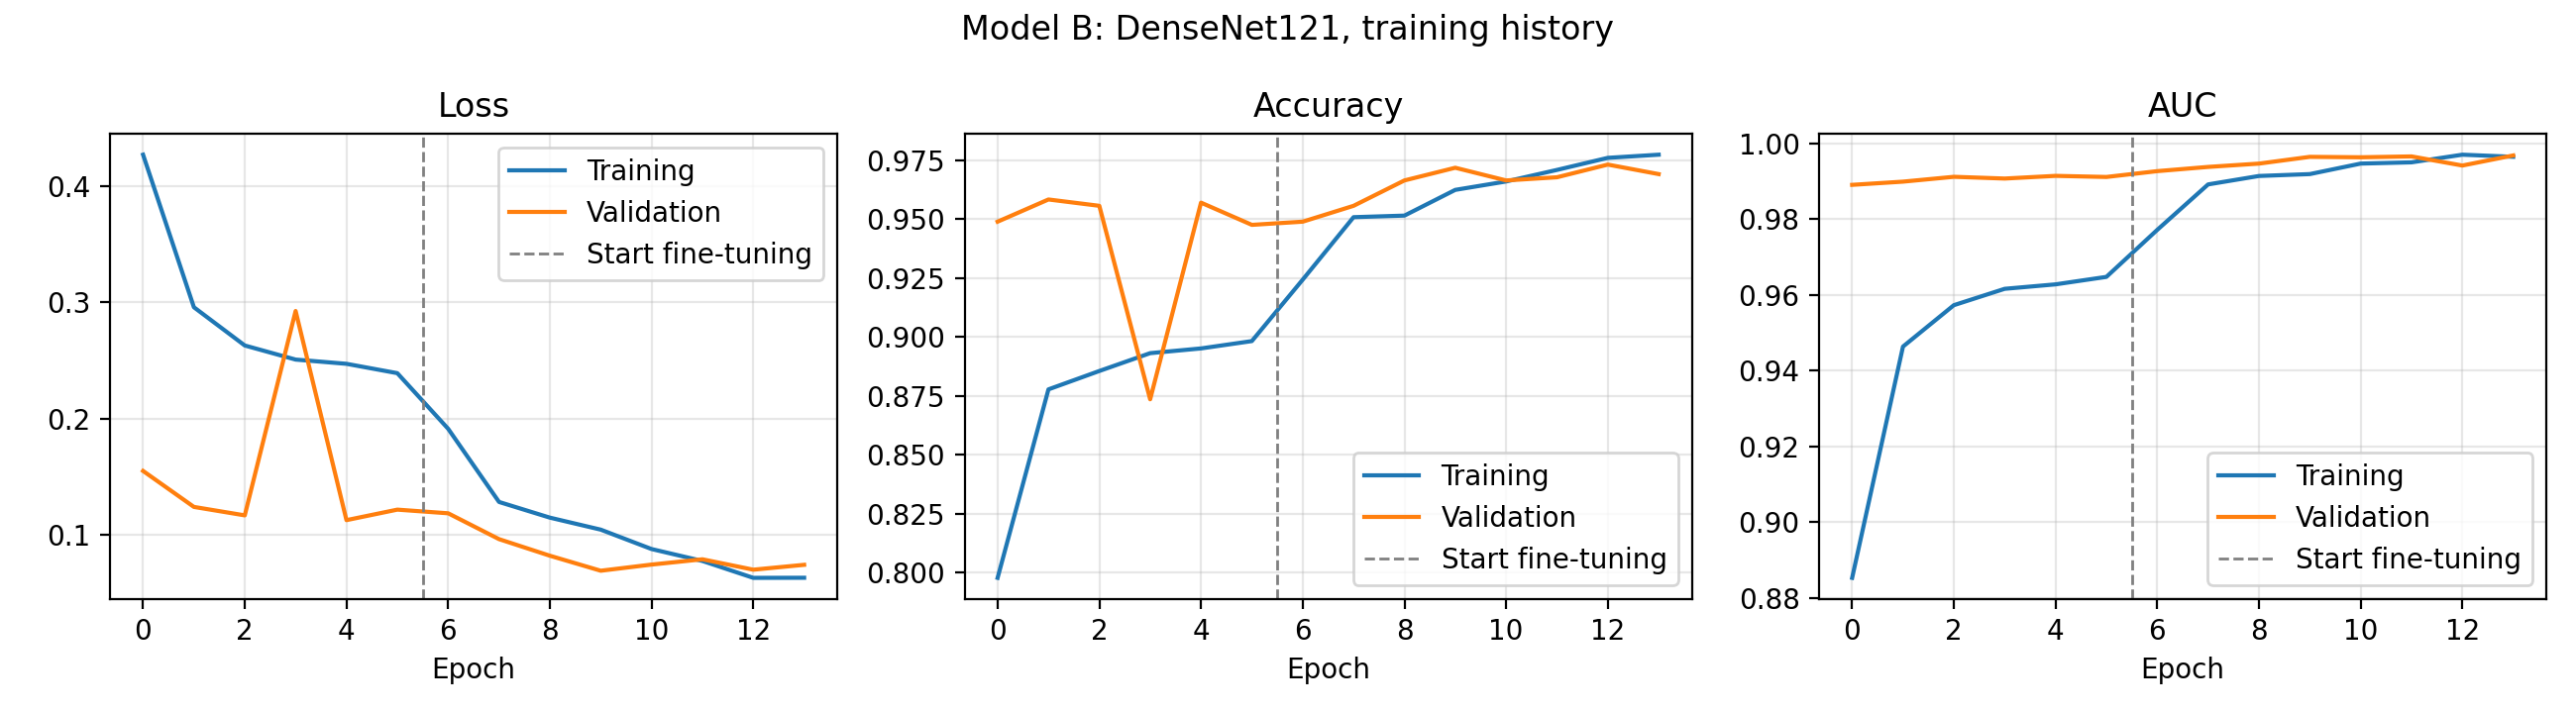 Model B: DenseNet121, training history
Loss
0.4
0.3
0.2
0.1
0 2 4 6 8 10 12
Epoch
Training
Validation
Start fine-tuning
Accuracy
0.975
0.950
0.925
0.900
0.875
0.850
0.825
0.800
0 2 4 6 8 10 12
Epoch
Training
Validation
Start fine-tuning
AUC
1.00
0.98
0.96
0.94
0.92
0.90
0.88
0 2 4 6 8 10 12
Epoch
Training
Validation
Start fine-tuning